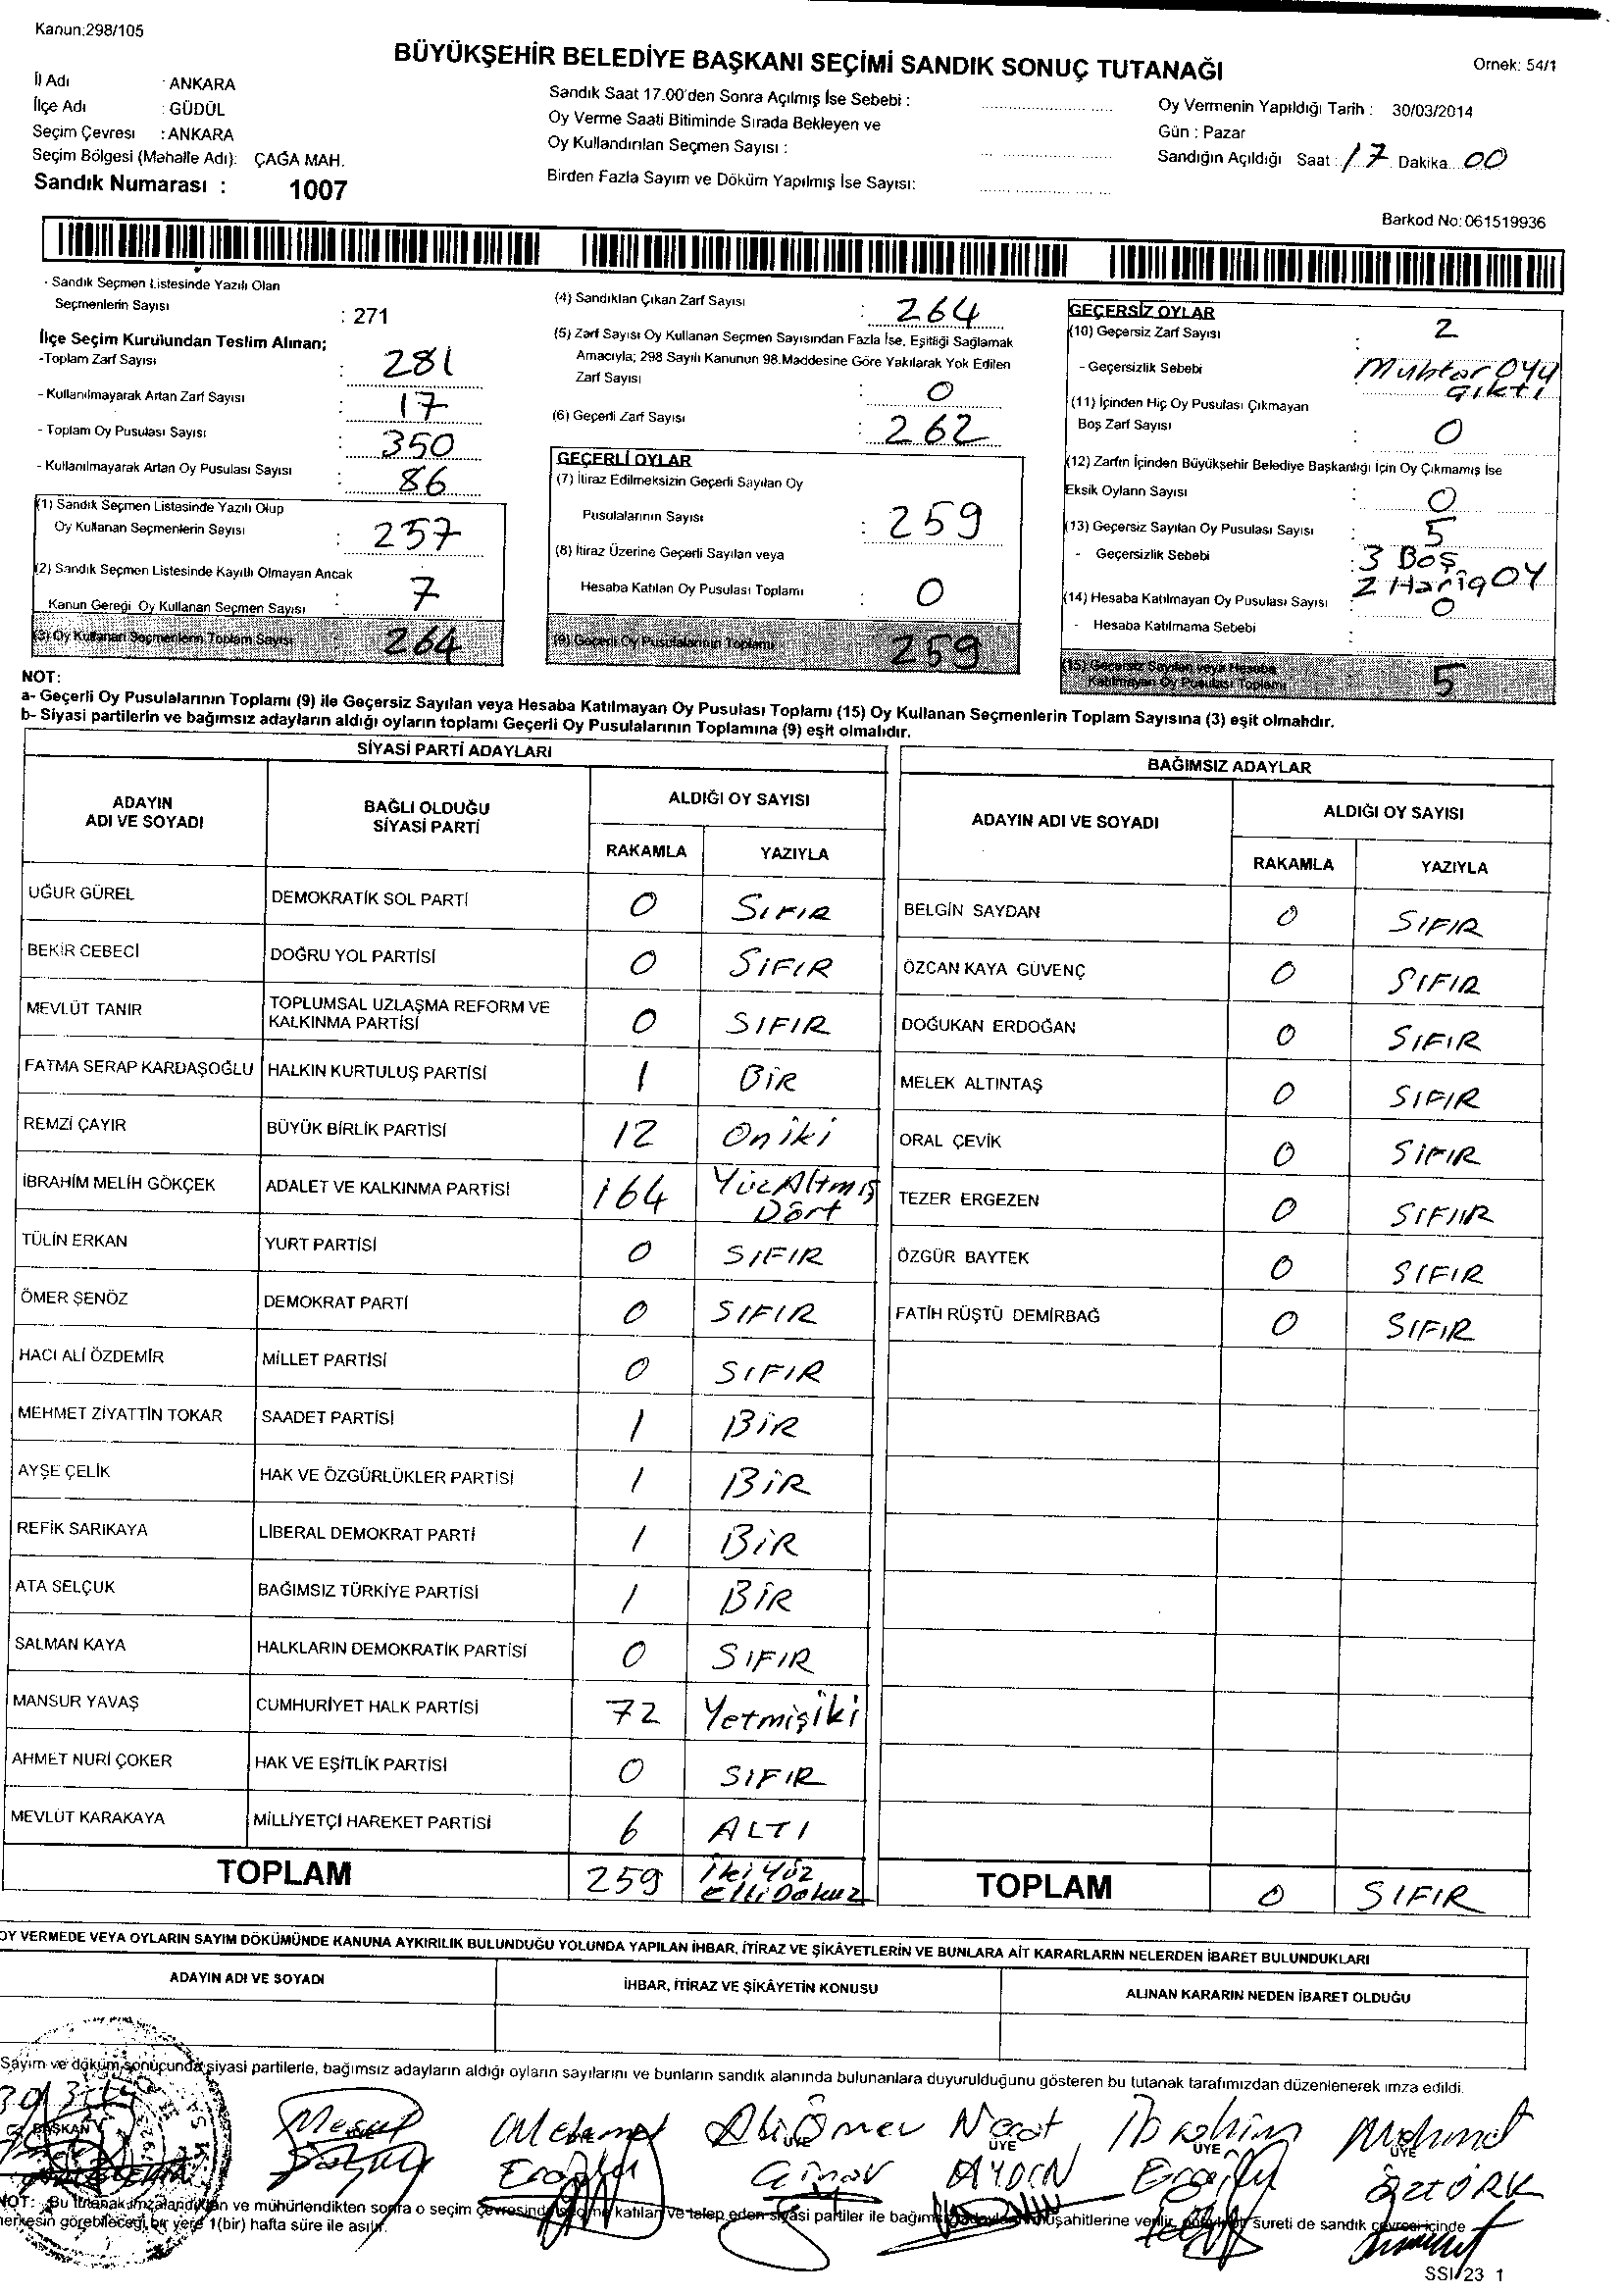 Kanun:298/105
BÜYÜKŞEHİR BELEDİYE BAŞKANI SEÇİMİ SANDIK SONUÇ TUTANAĞI
Örnek: 54/1
İl Adı : ANKARA
İlçe Adı : GÜDÜL
Seçim Çevresi : ANKARA
Seçim Bölgesi (Mahalle Adı): ÇAĞA MAH.
Sandık Numarası : 1007
Sandık Saat 17.00'den Sonra Açılmış İse Sebebi :
Oy Verme Saati Bitiminde Sırada Bekleyen ve
Oy Kullandırılan Seçmen Sayısı :
Birden Fazla Sayım ve Döküm Yapılmış İse Sayısı:
Oy Vermenin Yapıldığı Tarih : 30/03/2014
Gün : Pazar
Sandığın Açıldığı Saat : 17 Dakika 00
Barkod No: 061519936
- Sandık Seçmen Listesinde Yazılı Olan
Seçmenlerin Sayısı : 271
İlçe Seçim Kurulundan Teslim Alınan;
-Toplam Zarf Sayısı : 281
- Kullanılmayarak Artan Zarf Sayısı : 17
- Toplam Oy Pusulası Sayısı : 350
- Kullanılmayarak Artan Oy Pusulası Sayısı : 86
(1) Sandık Seçmen Listesinde Yazılı Olup
Oy Kullanan Seçmenlerin Sayısı : 257
(2) Sandık Seçmen Listesinde Kayıtlı Olmayan Ancak
Kanun Gereği Oy Kullanan Seçmen Sayısı : 7
(3) Oy Kullanan Seçmenlerin Toplam Sayısı : 264
(4) Sandıktan Çıkan Zarf Sayısı : 264
(5) Zarf Sayısı Oy Kullanan Seçmen Sayısından Fazla İse, Eşitliği Sağlamak
Amacıyla; 298 Sayılı Kanunun 98.Maddesine Göre Yakılarak Yok Edilen
Zarf Sayısı : 0
(6) Geçerli Zarf Sayısı : 262
GEÇERLİ OYLAR
(7) İtiraz Edilmeksizin Geçerli Sayılan Oy
Pusulalarının Sayısı : 259
(8) İtiraz Üzerine Geçerli Sayılan veya
Hesaba Katılan Oy Pusulası Toplamı : 0
(9) Geçerli Oy Pusulalarının Toplamı 259
GEÇERSİZ OYLAR
(10) Geçersiz Zarf Sayısı : 2
- Geçersizlik Sebebi Muhtar OYU
çıktı
(11) İçinden Hiç Oy Pusulası Çıkmayan
Boş Zarf Sayısı : 0
(12) Zarfın İçinden Büyükşehir Belediye Başkanlığı İçin Oy Çıkmamış İse
Eksik Oyların Sayısı : 0
(13) Geçersiz Sayılan Oy Pusulası Sayısı : 5
- Geçersizlik Sebebi : 3 Boş
2 Hariç OY
(14) Hesaba Katılmayan Oy Pusulası Sayısı : 0
- Hesaba Katılmama Sebebi :
(15) Geçersiz Sayılan veya Hesaba
Katılmayan Oy Pusulası Toplamı 5
NOT:
a- Geçerli Oy Pusulalarının Toplamı (9) ile Geçersiz Sayılan veya Hesaba Katılmayan Oy Pusulası Toplamı (15) Oy Kullanan Seçmenlerin Toplam Sayısına (3) eşit olmalıdır.
b- Siyasi partilerin ve bağımsız adayların aldığı oyların toplamı Geçerli Oy Pusulalarının Toplamına (9) eşit olmalıdır.
SİYASİ PARTİ ADAYLARI
ADAYIN ADI VE SOYADI BAĞLI OLDUĞU SİYASİ PARTİ ALDIĞI OY SAYISI
RAKAMLA YAZIYLA
UĞUR GÜREL DEMOKRATİK SOL PARTİ 0 SIFIR
BEKİR CEBECİ DOĞRU YOL PARTİSİ 0 SIFIR
MEVLÜT TANIR TOPLUMSAL UZLAŞMA REFORM VE KALKINMA PARTİSİ 0 SIFIR
FATMA SERAP KARDAŞOĞLU HALKIN KURTULUŞ PARTİSİ 1 BİR
REMZİ ÇAYIR BÜYÜK BİRLİK PARTİSİ 12 Oniki
İBRAHİM MELİH GÖKÇEK ADALET VE KALKINMA PARTİSİ 164 YüzAltmış Dört
TÜLİN ERKAN YURT PARTİSİ 0 SIFIR
ÖMER ŞENÖZ DEMOKRAT PARTİ 0 SIFIR
HACI ALİ ÖZDEMİR MİLLET PARTİSİ 0 SIFIR
MEHMET ZİYATTİN TOKAR SAADET PARTİSİ 1 BİR
AYŞE ÇELİK HAK VE ÖZGÜRLÜKLER PARTİSİ 1 BİR
REFİK SARIKAYA LİBERAL DEMOKRAT PARTİ 1 BİR
ATA SELÇUK BAĞIMSIZ TÜRKİYE PARTİSİ 1 BİR
SALMAN KAYA HALKLARIN DEMOKRATİK PARTİSİ 0 SIFIR
MANSUR YAVAŞ CUMHURİYET HALK PARTİSİ 72 Yetmişiki
AHMET NURİ ÇOKER HAK VE EŞİTLİK PARTİSİ 0 SIFIR
MEVLÜT KARAKAYA MİLLİYETÇİ HAREKET PARTİSİ 6 ALTI
TOPLAM 259 İki Yüz Elli Dokuz
BAĞIMSIZ ADAYLAR
ADAYIN ADI VE SOYADI ALDIĞI OY SAYISI
RAKAMLA YAZIYLA
BELGİN SAYDAN 0 SIFIR
ÖZCAN KAYA GÜVENÇ 0 SIFIR
DOĞUKAN ERDOĞAN 0 SIFIR
MELEK ALTINTAŞ 0 SIFIR
ORAL ÇEVİK 0 SIFIR
TEZER ERGEZEN 0 SIFIR
ÖZGÜR BAYTEK 0 SIFIR
FATİH RÜŞTÜ DEMİRBAĞ 0 SIFIR
TOPLAM 0 SIFIR
OY VERMEDE VEYA OYLARIN SAYIM DÖKÜMÜNDE KANUNA AYKIRILIK BULUNDUĞU YOLUNDA YAPILAN İHBAR, İTİRAZ VE ŞİKÂYETLERİN VE BUNLARA AİT KARARLARIN NELERDEN İBARET BULUNDUKLARI
ADAYIN ADI VE SOYADI İHBAR, İTİRAZ VE ŞİKÂYETİN KONUSU ALINAN KARARIN NEDEN İBARET OLDUĞU
Sayım ve döküm sonucunda siyasi partilerle, bağımsız adayların aldığı oyların sayılarını ve bunların sandık alanında bulunanlara duyurulduğunu gösteren bu tutanak tarafımızdan düzenlenerek imza edildi.
BAŞKAN Mesut Mehmet Ali Ömer Necat İbrahim Mehmet
ÜYE ÜYE ÜYE ÜYE
AYDIN ÖZTÜRK
NOT: Bu tutanak imzalandıktan ve mühürlendikten sonra o seçim çevresinde seçime katılan ve talep eden siyasi partiler ile bağımsız müşahitlerine verilir, sureti de sandık çevresi içinde
herkesin görebileceği bir yere 1(bir) hafta süre ile asılır.
SSI 23 1